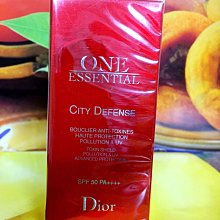 ONE
ESSENTIAL
CITY DEFENSE
BOUCLIER ANTI-TOXINES
HAUTE PROTECTION
POLLUTION & UV
TOXIN SHIELD
POLLUTION & UV
ADVANCED PROTECTION
SPF 50 PA++++
Dior